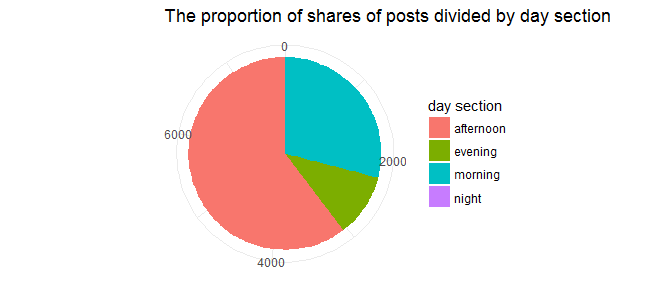 The proportion of shares of posts divided by day section
0
6000
2000
4000
day section
afternoon
evening
morning
night